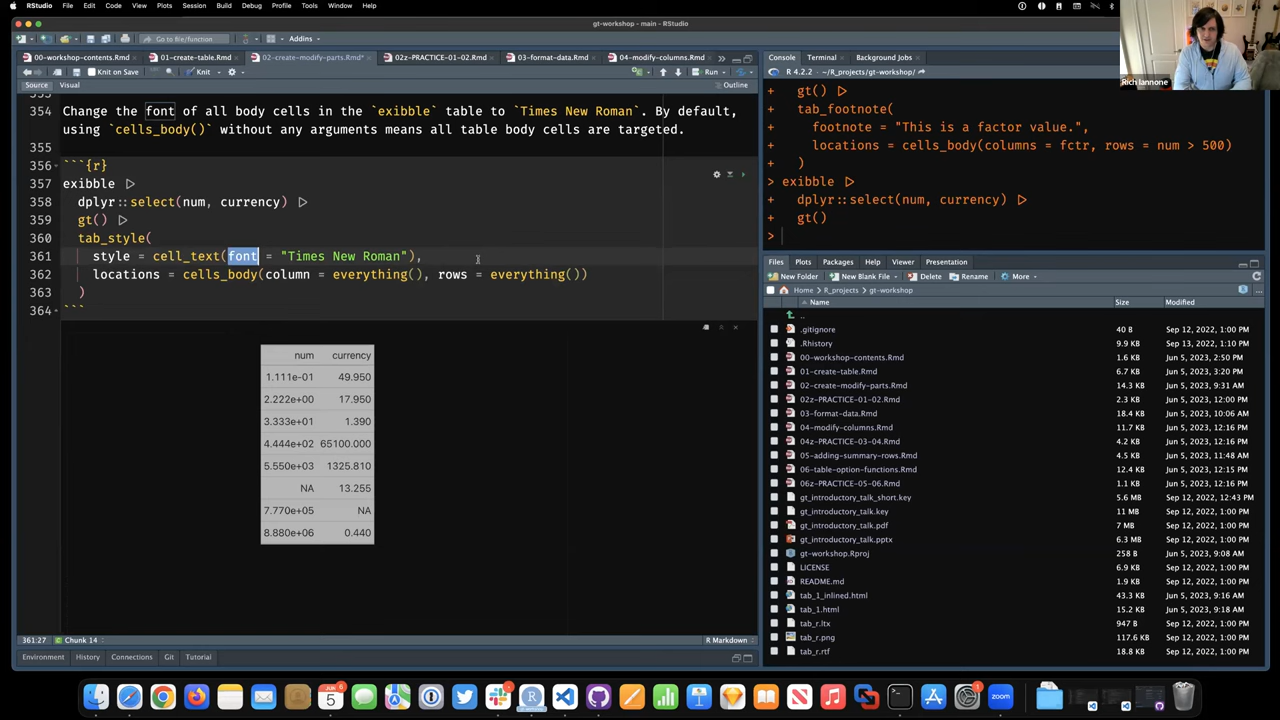 RStudio File Edit Code View Plots Session Build Debug Profile Tools Window Help
gt-workshop - main - RStudio
Go to file/function Addins
00-workshop-contents.Rmd 01-create-table.Rmd 02-create-modify-parts.Rmd* 02z-PRACTICE-01-02.Rmd 03-format-data.Rmd 04-modify-columns.Rmd
Knit on Save Knit Run
Source Visual Outline
353
354 Change the font of all body cells in the `exibble` table to `Times New Roman`. By default,
using `cells_body()` without any arguments means all table body cells are targeted.
355
356 ```{r}
357 exibble |>
358 dplyr::select(num, currency) |>
359 gt() |>
360 tab_style(
361 style = cell_text(font = "Times New Roman"),
362 locations = cells_body(column = everything(), rows = everything())
363 )
364 ```
num currency
1.111e-01 49.950
2.222e+00 17.950
3.333e+01 1.390
4.444e+02 65100.000
5.550e+03 1325.810
NA 13.255
7.770e+05 NA
8.880e+06 0.440
361:27 Chunk 14 R Markdown
Environment History Connections Git Tutorial
Console Terminal Background Jobs
R 4.2.2 · ~/R_projects/gt-workshop/
+ gt() |>
+ tab_footnote(
+ footnote = "This is a factor value.",
+ locations = cells_body(columns = fctr, rows = num > 500)
+ )
> exibble |>
+ dplyr::select(num, currency) |>
+ gt()
>
Files Plots Packages Help Viewer Presentation
New Folder New Blank File Delete Rename More
Home R_projects gt-workshop
Name Size Modified
..
.gitignore 40 B Sep 12, 2022, 1:00 PM
.Rhistory 9.9 KB Sep 13, 2022, 1:10 PM
00-workshop-contents.Rmd 1.6 KB Jun 5, 2023, 2:50 PM
01-create-table.Rmd 6.7 KB Jun 5, 2023, 3:20 PM
02-create-modify-parts.Rmd 14.3 KB Jun 5, 2023, 9:31 AM
02z-PRACTICE-01-02.Rmd 2.3 KB Jun 5, 2023, 12:00 PM
03-format-data.Rmd 18.4 KB Jun 5, 2023, 10:06 AM
04-modify-columns.Rmd 11.7 KB Jun 5, 2023, 12:16 PM
04z-PRACTICE-03-04.Rmd 4.2 KB Jun 5, 2023, 12:16 PM
05-adding-summary-rows.Rmd 4.5 KB Jun 5, 2023, 11:48 AM
06-table-option-functions.Rmd 12.4 KB Jun 5, 2023, 12:15 PM
06z-PRACTICE-05-06.Rmd 1.1 KB Jun 5, 2023, 12:16 PM
gt_introductory_talk_short.key 5.6 MB Sep 12, 2022, 12:43 PM
gt_introductory_talk.key 11 MB Sep 12, 2022, 1:00 PM
gt_introductory_talk.pdf 7 MB Sep 12, 2022, 1:00 PM
gt_introductory_talk.pptx 6.3 MB Sep 12, 2022, 1:00 PM
gt-workshop.Rproj 258 B Jun 5, 2023, 9:08 AM
LICENSE 6.9 KB Sep 12, 2022, 1:00 PM
README.md 1.9 KB Sep 12, 2022, 1:00 PM
tab_1_inlined.html 43.3 KB Jun 5, 2023, 9:16 AM
tab_1.html 15.2 KB Jun 5, 2023, 9:18 AM
tab_r.ltx 947 B Sep 12, 2022, 1:00 PM
tab_r.png 117.6 KB Sep 12, 2022, 1:00 PM
tab_r.rtf 18.8 KB Sep 12, 2022, 1:00 PM
Rich Iannone
JUN
5
zoom